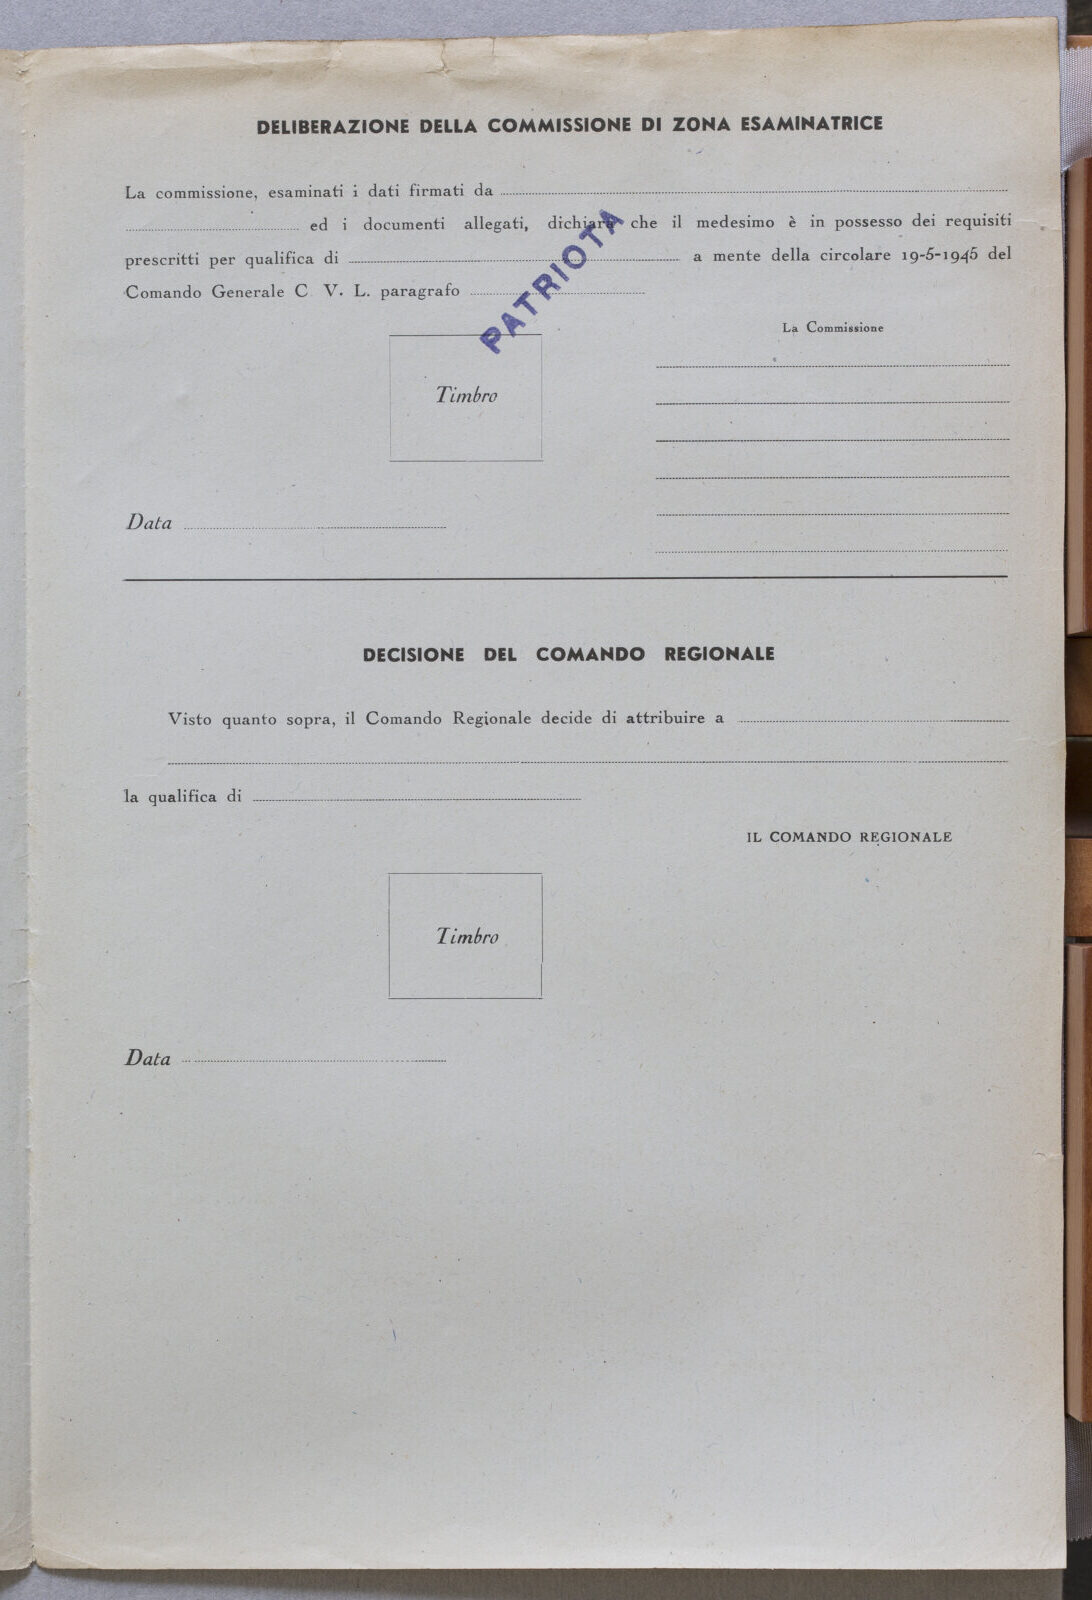 DELIBERAZIONE DELLA COMMISSIONE DI ZONA ESAMINATRICE
La commissione, esaminati i dati firmati da
ed i documenti allegati, dichiara che il medesimo è in possesso dei requisiti
prescritti per qualifica di a mente della circolare 19-5-1945 del
Comando Generale C V. L. paragrafo
PATRIOTA
La Commissione
Timbro
Data
DECISIONE DEL COMANDO REGIONALE
Visto quanto sopra, il Comando Regionale decide di attribuire a
la qualifica di
IL COMANDO REGIONALE
Timbro
Data